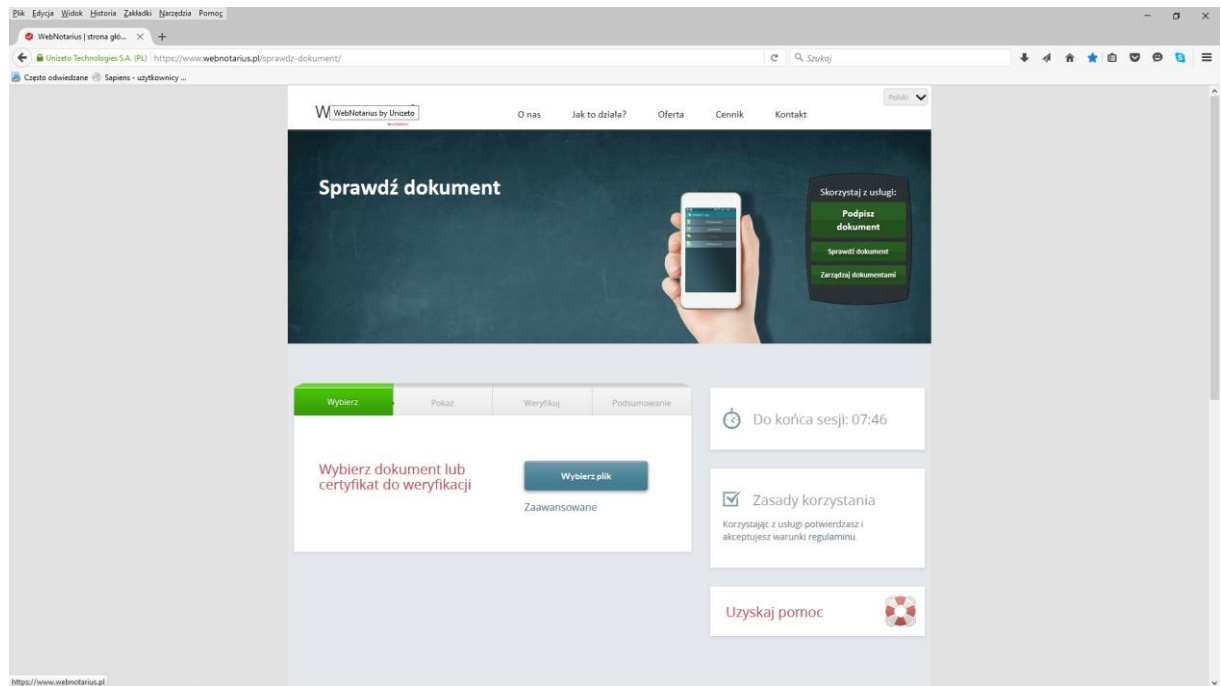 Plik Edycja Widok Historia Zakładki Narzędzia Pomoc
WebNotarius | strona głó...
Unizeto Technologies S.A. (PL) https://www.webnotarius.pl/sprawdz-dokument/
Szukaj
Często odwiedzane Sapiens - użytkownicy ...
Polski
W WebNotarius by Unizeto
O nas Jak to działa? Oferta Cennik Kontakt
Sprawdź dokument
Skorzystaj z usługi:
Podpisz
dokument
Sprawdź dokument
Zarządzaj dokumentami
Wybierz Pokaż Weryfikuj Podsumowanie
Do końca sesji: 07:46
Wybierz dokument lub
certyfikat do weryfikacji
Wybierz plik
Zaawansowane
Zasady korzystania
Korzystając z usługi potwierdzasz i
akceptujesz warunki regulaminu.
Uzyskaj pomoc
https://www.webnotarius.pl